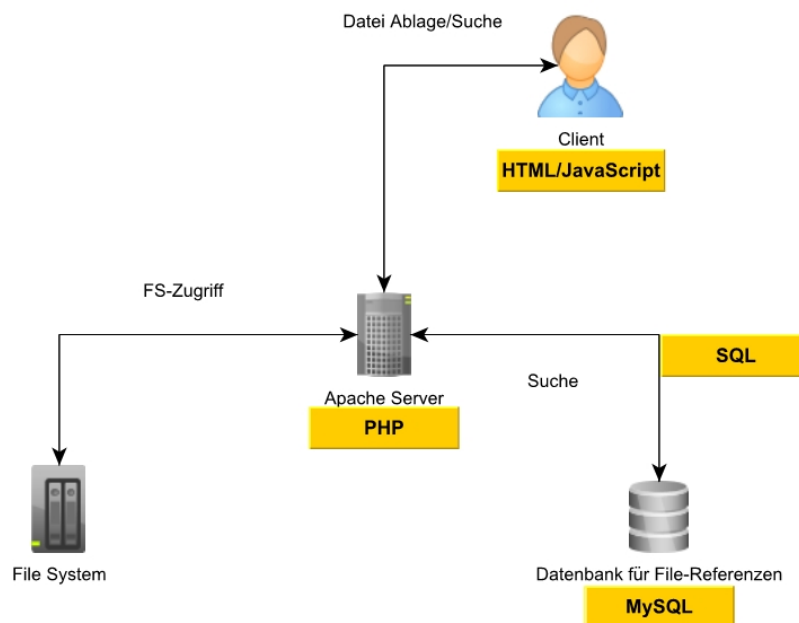 Datei Ablage/Suche
Client
HTML/JavaScript
FS-Zugriff
SQL
Suche
Apache Server
PHP
File System
Datenbank für File-Referenzen
MySQL